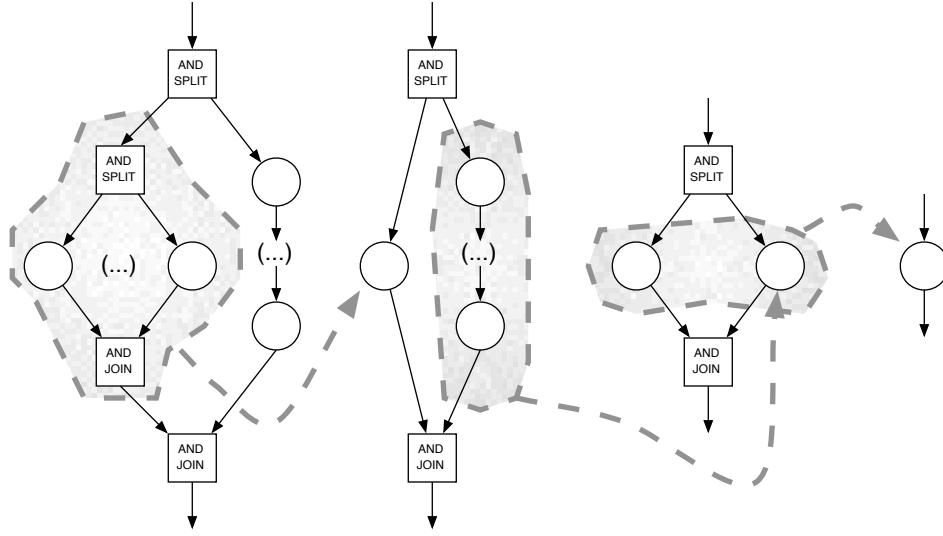 AND
SPLIT
AND
SPLIT
(...)
AND
JOIN
(...)
AND
JOIN
AND
SPLIT
(...)
AND
JOIN
AND
SPLIT
AND
JOIN